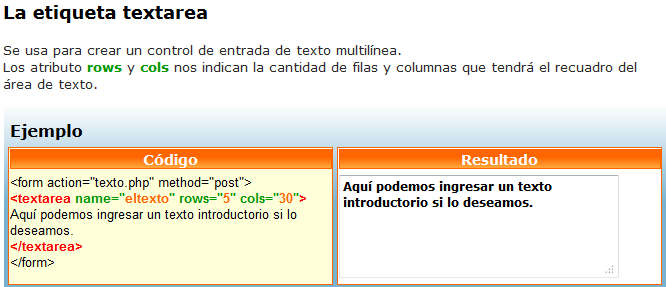 La etiqueta textarea
Se usa para crear un control de entrada de texto multilínea.
Los atributo rows y cols nos indican la cantidad de filas y columnas que tendrá el recuadro del
área de texto.
Ejemplo
Código
<form action="texto.php" method="post">
<textarea name="eltexto" rows="5" cols="30">
Aquí podemos ingresar un texto introductorio si lo
deseamos.
</textarea>
</form>
Resultado
Aquí podemos ingresar un texto
introductorio si lo deseamos.